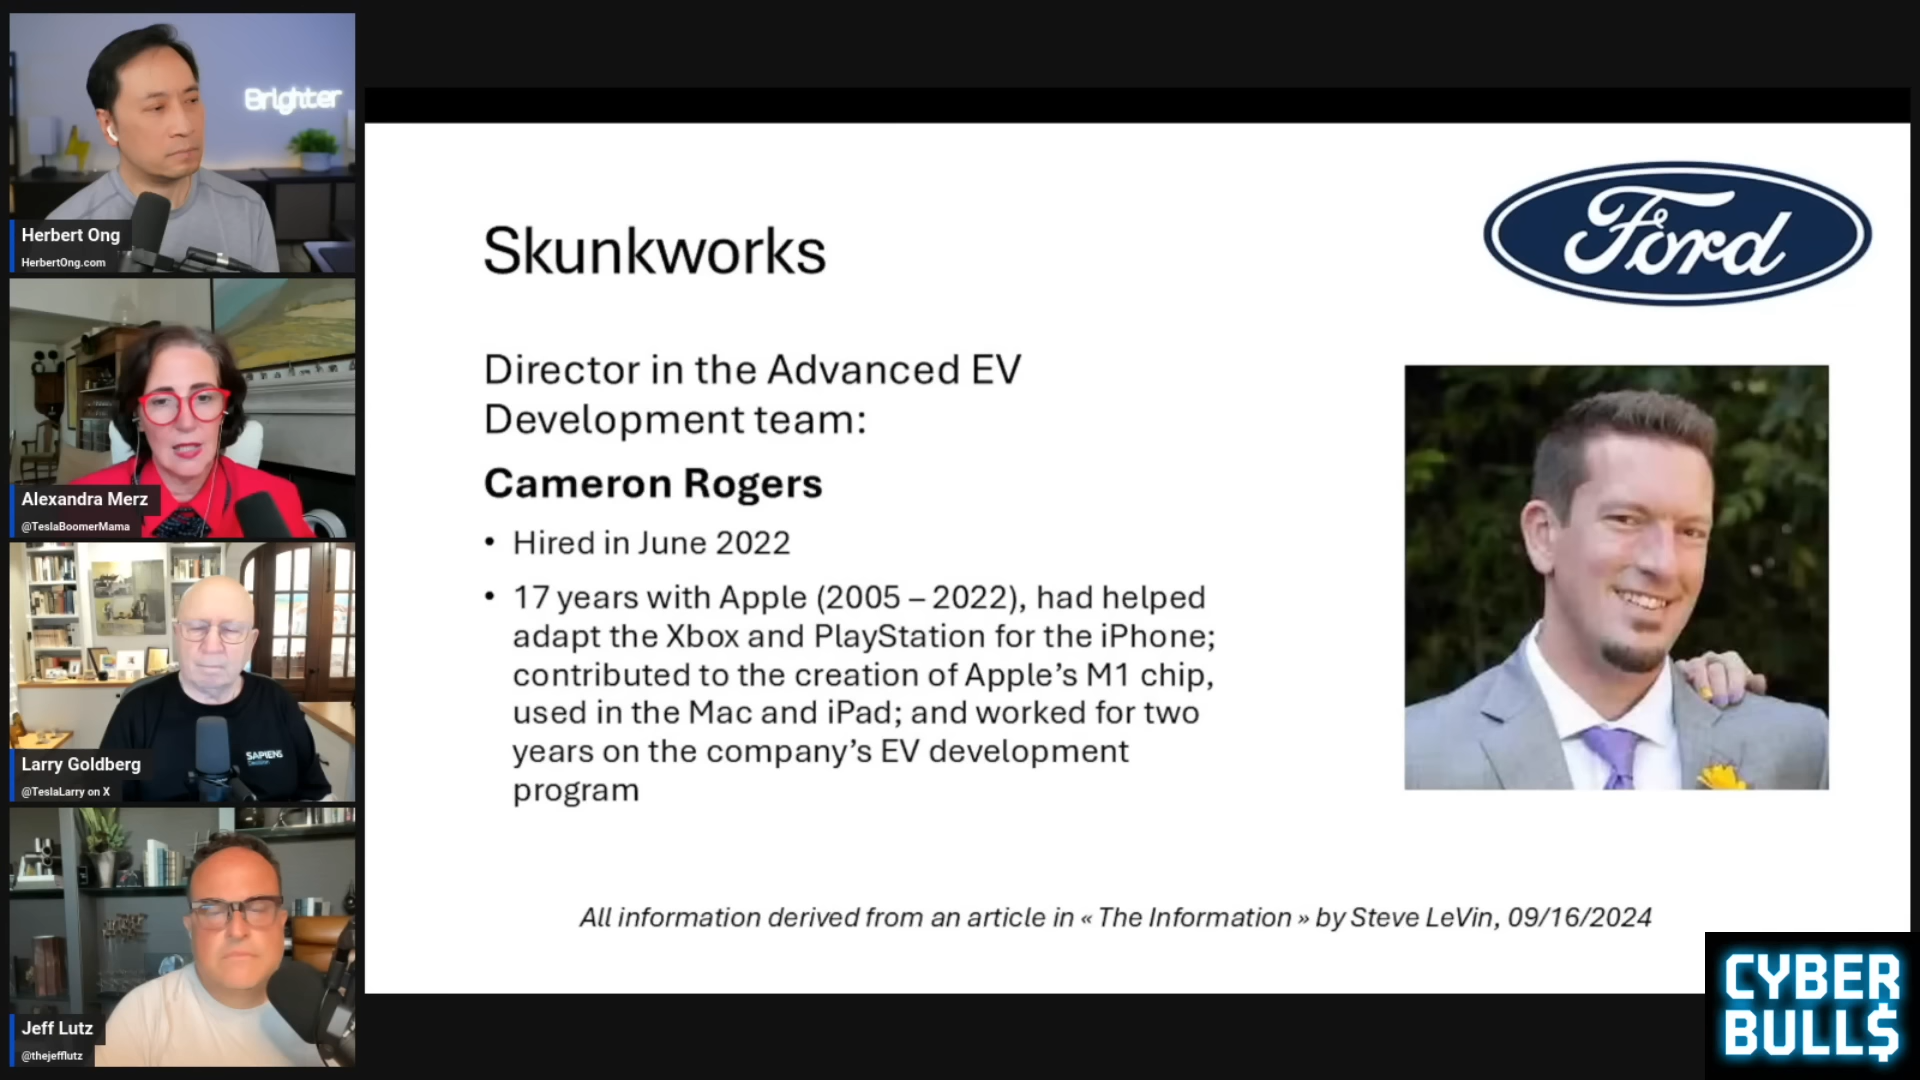 Brighter
Herbert Ong
HerbertOng.com
Alexandra Merz
@TeslaBoomerMama
SAPIENS
Decision
Larry Goldberg
@TeslaLarry on X
Jeff Lutz
@thejefflutz
Skunkworks
Ford
Director in the Advanced EV
Development team:
Cameron Rogers
• Hired in June 2022
• 17 years with Apple (2005 – 2022), had helped
adapt the Xbox and PlayStation for the iPhone;
contributed to the creation of Apple’s M1 chip,
used in the Mac and iPad; and worked for two
years on the company’s EV development
program
All information derived from an article in « The Information » by Steve LeVin, 09/16/2024
CYBER
BULL$